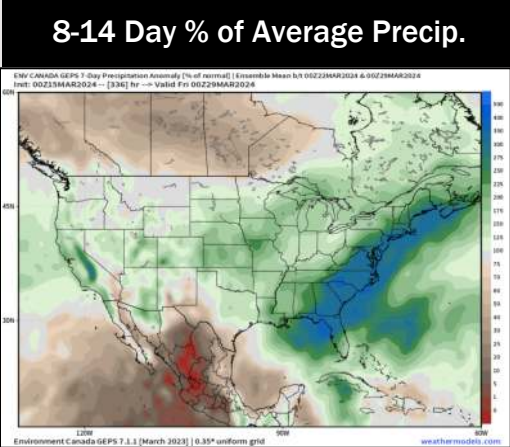 8-14 Day % of Average Precip.
ENV CANADA GEPS 7-Day Precipitation Anomaly [% of normal] | Ensemble Mean b/t 00Z22MAR2024 & 00Z29MAR2024
Init: 00Z15MAR2024 -- [336] hr --> Valid Fri 00Z29MAR2024
60N
45N
30N
120W
90W
60W
Environment Canada GEPS 7.1.1 [March 2023] | 0.35° uniform grid
weathermodels.com